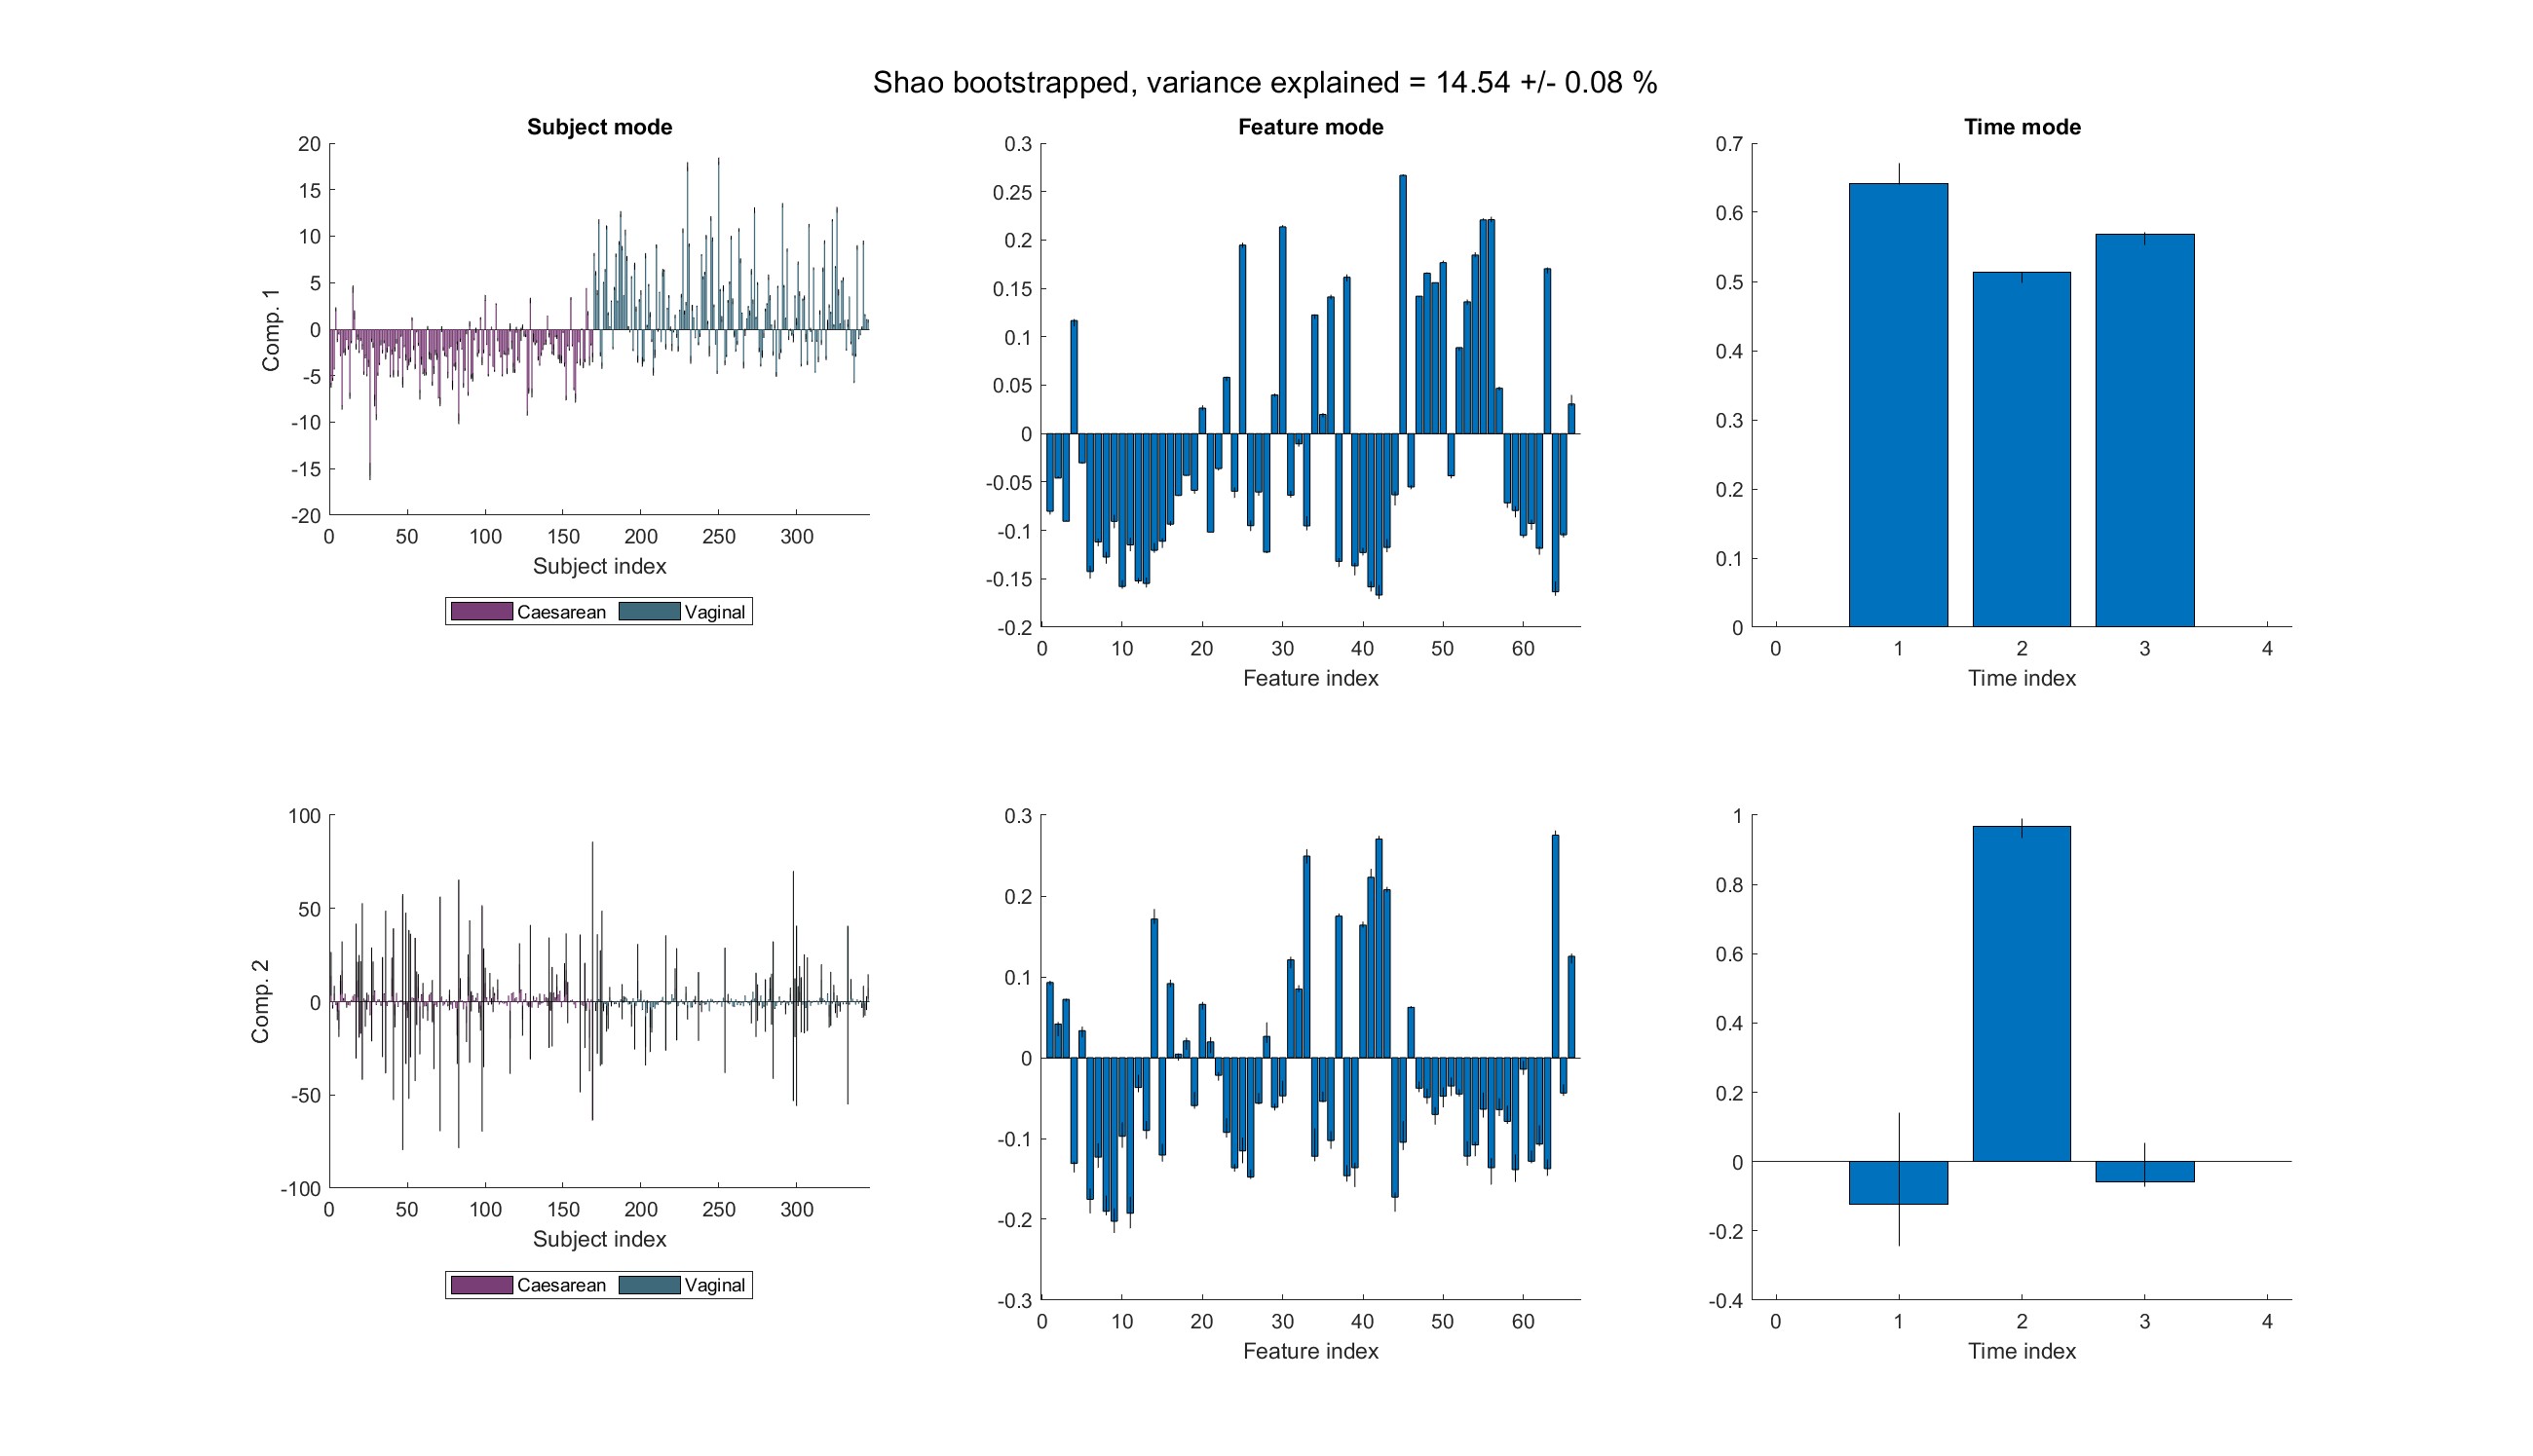 Shao bootstrapped, variance explained = 14.54 +/- 0.08 %
Subject mode
20
15
10
5
0
-5
-10
-15
-20
Comp. 1
0 50 100 150 200 250 300
Subject index
Caesarean Vaginal
Feature mode
0.3
0.25
0.2
0.15
0.1
0.05
0
-0.05
-0.1
-0.15
-0.2
0 10 20 30 40 50 60
Feature index
Time mode
0.7
0.6
0.5
0.4
0.3
0.2
0.1
0
0 1 2 3 4
Time index
100
50
0
-50
-100
Comp. 2
0 50 100 150 200 250 300
Subject index
Caesarean Vaginal
0.3
0.2
0.1
0
-0.1
-0.2
-0.3
0 10 20 30 40 50 60
Feature index
1
0.8
0.6
0.4
0.2
0
-0.2
-0.4
0 1 2 3 4
Time index